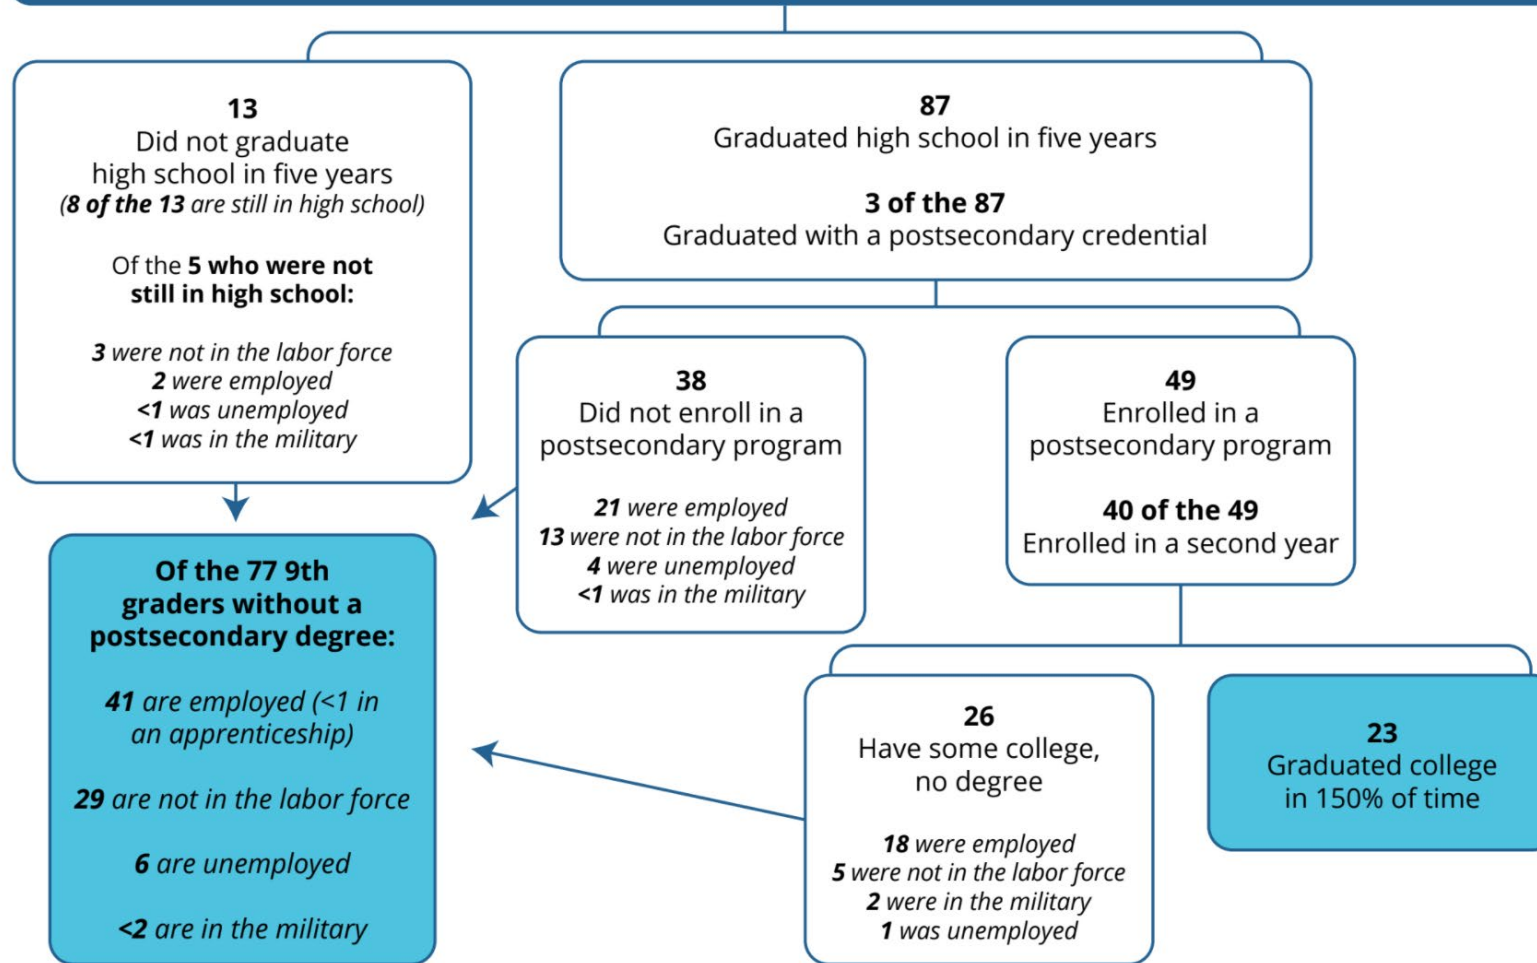 13
Did not graduate
high school in five years
(8 of the 13 are still in high school)
Of the 5 who were not
still in high school:
3 were not in the labor force
2 were employed
<1 was unemployed
<1 was in the military
87
Graduated high school in five years
3 of the 87
Graduated with a postsecondary credential
38
Did not enroll in a
postsecondary program
21 were employed
13 were not in the labor force
4 were unemployed
<1 was in the military
49
Enrolled in a
postsecondary program
40 of the 49
Enrolled in a second year
Of the 77 9th
graders without a
postsecondary degree:
41 are employed (<1 in
an apprenticeship)
29 are not in the labor force
6 are unemployed
<2 are in the military
26
Have some college,
no degree
18 were employed
5 were not in the labor force
2 were in the military
1 was unemployed
23
Graduated college
in 150% of time